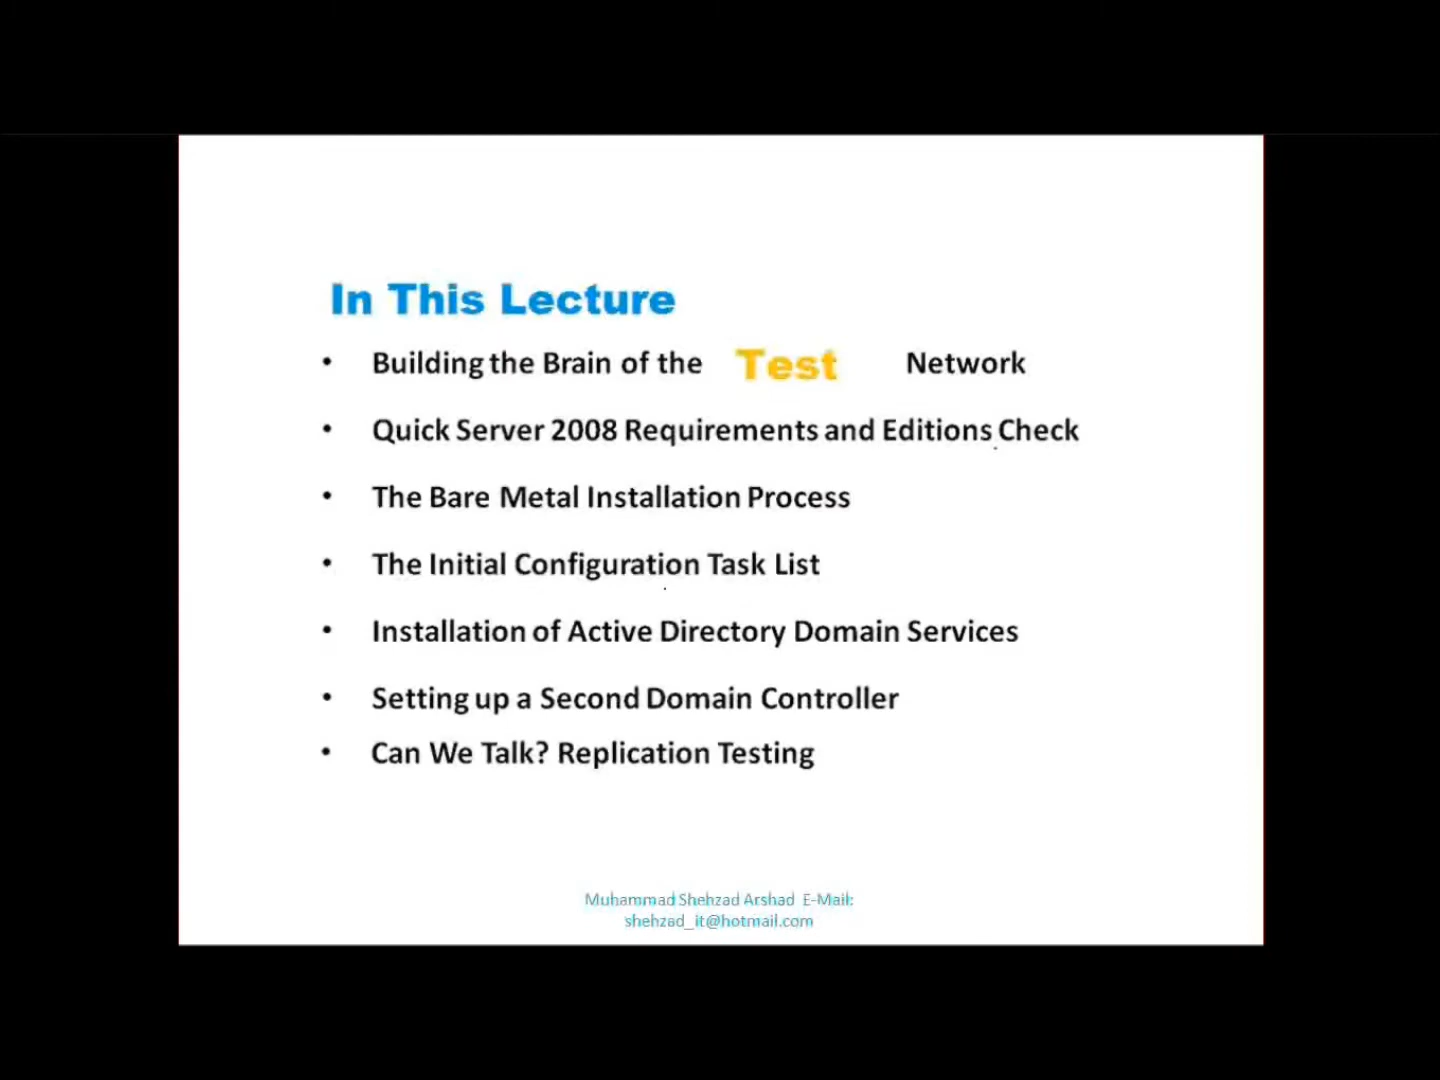 In This Lecture
• Building the Brain of the Test Network
• Quick Server 2008 Requirements and Editions Check
• The Bare Metal Installation Process
• The Initial Configuration Task List
• Installation of Active Directory Domain Services
• Setting up a Second Domain Controller
• Can We Talk? Replication Testing
Muhammad Shehzad Arshad E-Mail:
shehzad_it@hotmail.com